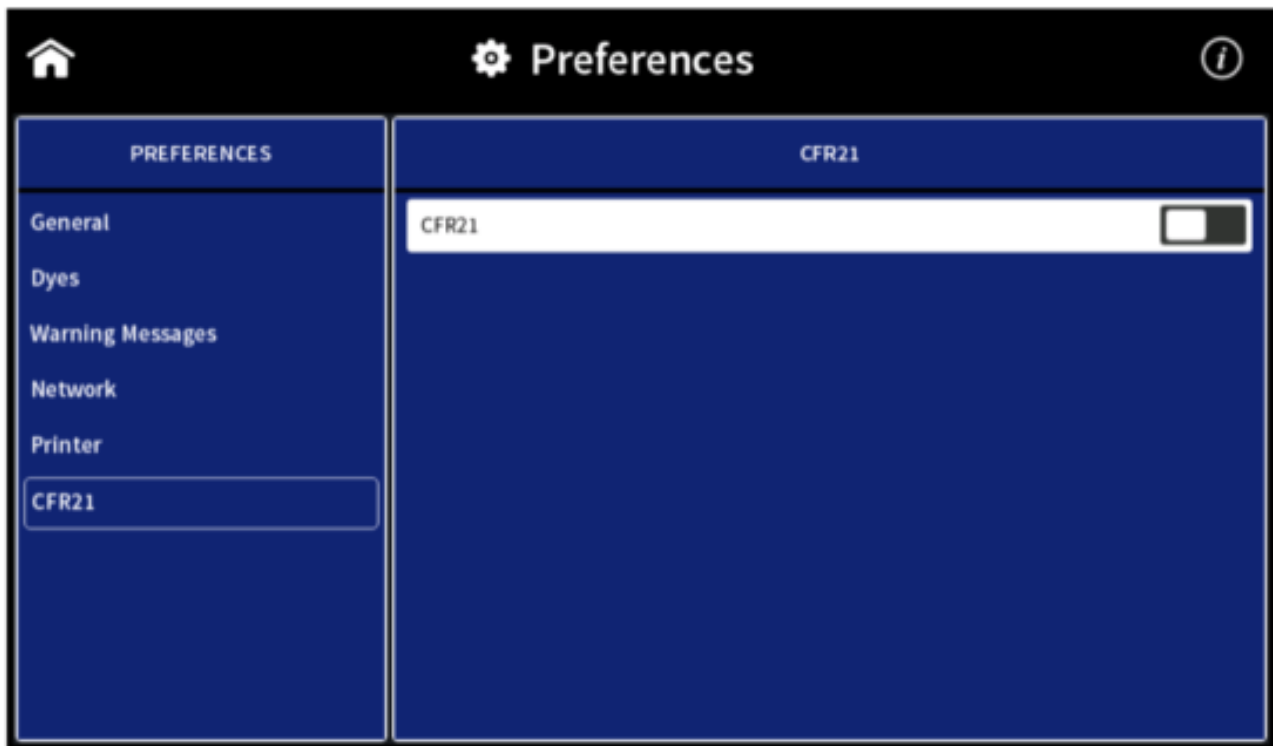 Preferences
i
PREFERENCES
General
Dyes
Warning Messages
Network
Printer
CFR21
CFR21
CFR21